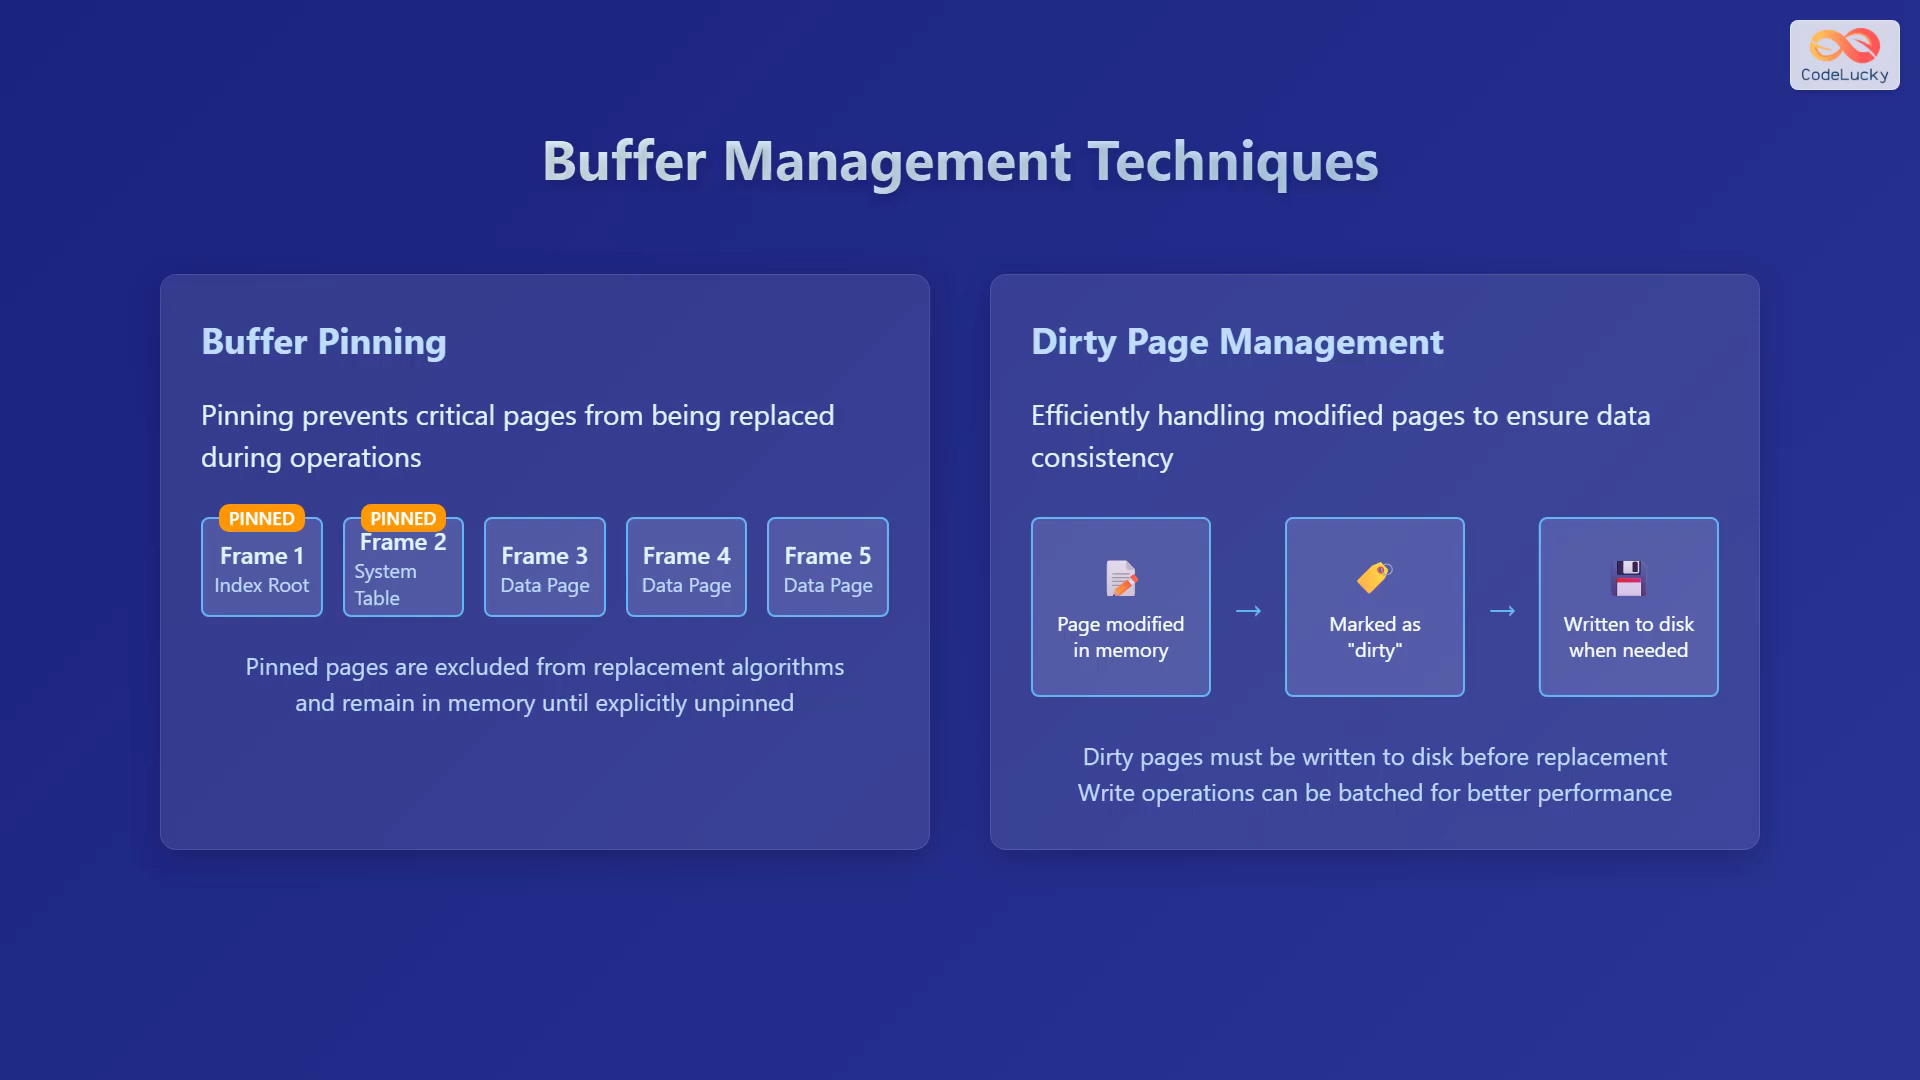 CodeLucky
Buffer Management Techniques
Buffer Pinning
Pinning prevents critical pages from being replaced
during operations
PINNED
Frame 1
Index Root
PINNED
Frame 2
System
Table
Frame 3
Data Page
Frame 4
Data Page
Frame 5
Data Page
Pinned pages are excluded from replacement algorithms
and remain in memory until explicitly unpinned
Dirty Page Management
Efficiently handling modified pages to ensure data
consistency
Page modified
in memory
→
Marked as
"dirty"
→
Written to disk
when needed
Dirty pages must be written to disk before replacement
Write operations can be batched for better performance